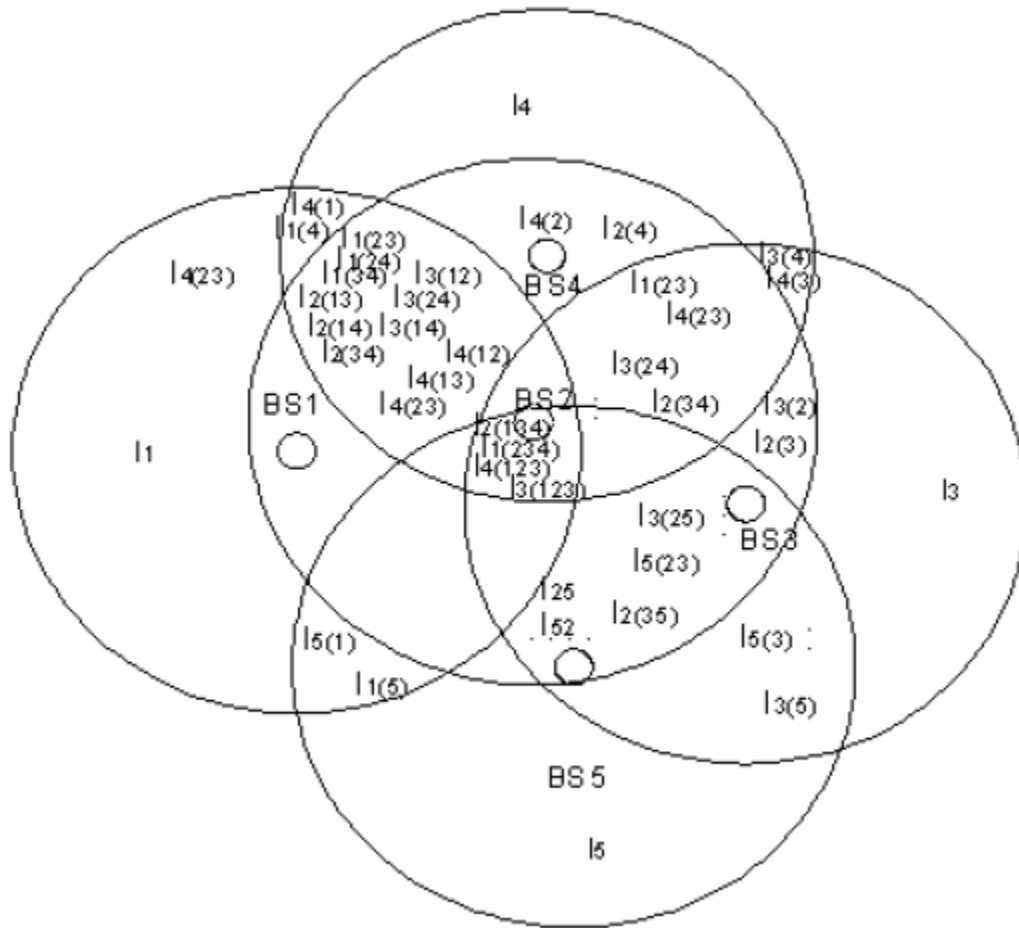 I4
I4(1)
I1(4)
I4(2)
I2(4)
I1(23)
I1(24)
I3(4)
I4(23)
I1(34)
I3(12)
BS4
I1(23)
I4(3)
I2(13)
I3(24)
I4(23)
I2(14)
I3(14)
I2(34)
I4(12)
I3(24)
I4(13)
BS1
I4(23)
BS2
I2(34)
I3(2)
I2(134)
I2(3)
I1
I1(234)
I4(123)
I3(123)
I3
I3(25)
BS3
I5(23)
I25
I2(35)
I52
I5(1)
I5(3)
I1(5)
I3(5)
BS5
I5